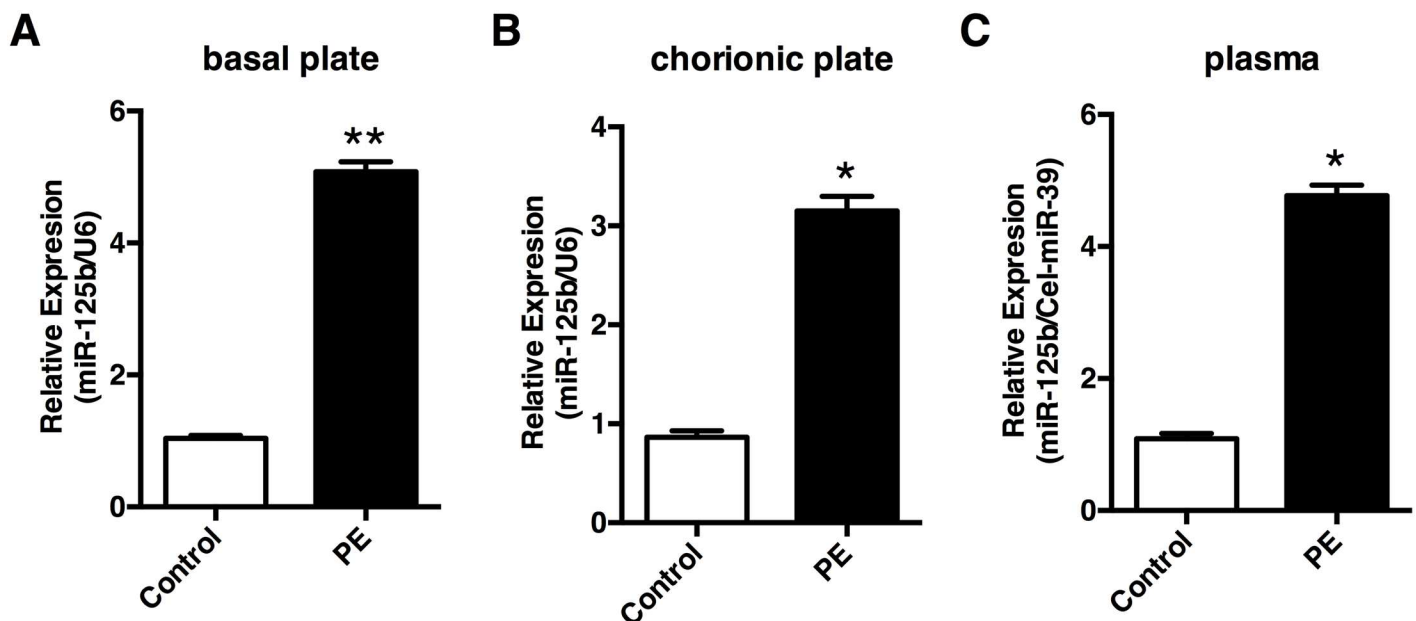 A
basal plate
Relative Expresion
(miR-125b/U6)
6
4
2
0
**
Control
PE
B
chorionic plate
Relative Expresion
(miR-125b/U6)
4
3
2
1
0
*
Control
PE
C
plasma
Relative Expresion
(miR-125b/Cel-miR-39)
6
4
2
0
*
Control
PE